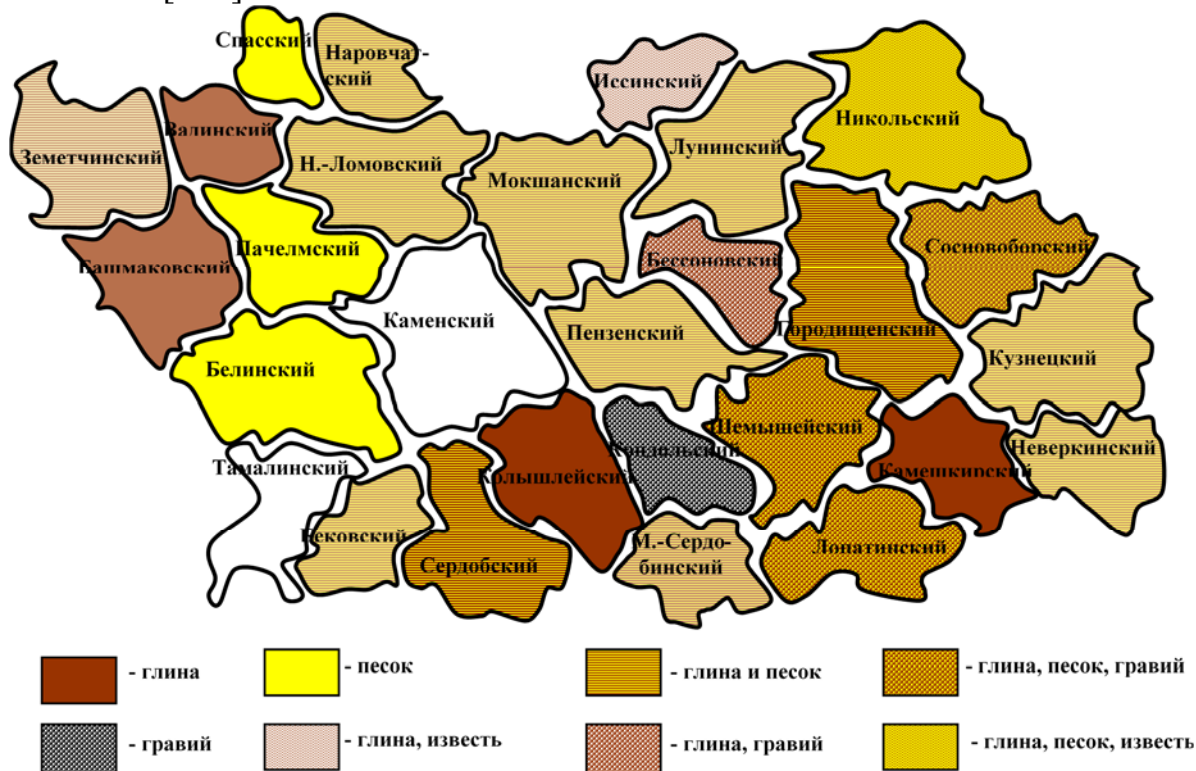 Спасский
Наровчат-
ский
Иссинский
Валинский
Никольский
Земетчинский
Н.-Ломовский
Мокшанский
Лунинский
Пачелмский
Башмаковский
Бессоновский
Сосновоборский
Каменский
Пензенский
Городищенский
Кузнецкий
Белинский
Тамалинский
Колышлейский
Кондольский
Шемышейский
Камешкирский
Неверкинский
Бековский
Сердобский
М.-Сердо-
бинский
Лопатинский
- глина
- песок
- глина и песок
- глина, песок, гравий
- гравий
- глина, известь
- глина, гравий
- глина, песок, известь